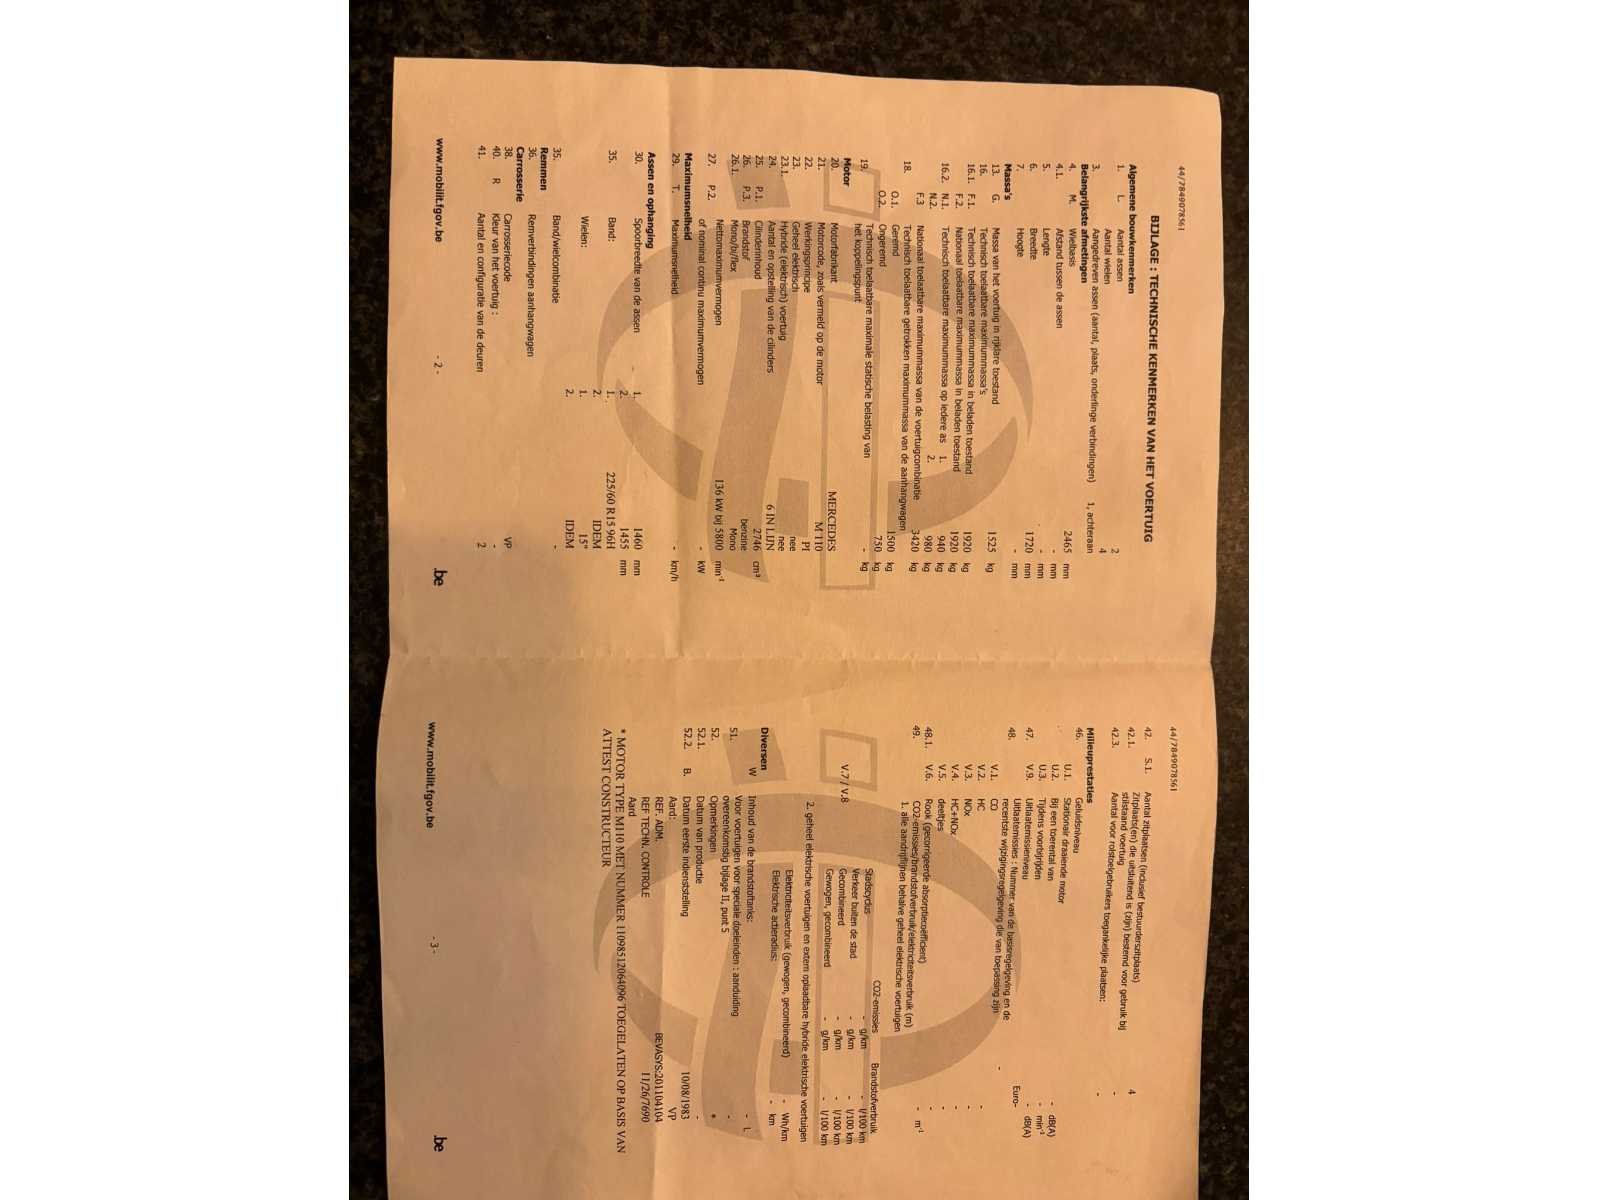 44/7849078561
BIJLAGE : TECHNISCHE KENMERKEN VAN HET VOERTUIG
Algemene bouwkenmerken
1. L. Aantal assen 2
Aantal wielen 4
3. Aangedreven assen (aantal, plaats, onderlinge verbindingen) 1, achteraan
Belangrijkste afmetingen
4. M. Wielbasis 2465 mm
4.1. Afstand tussen de assen - mm
5. Lengte - mm
6. Breedte 1720 mm
7. Hoogte - mm
Massa's
13. G. Massa van het voertuig in rijklare toestand 1525 kg
16. Technisch toelaatbare maximummassa's
16.1. F.1. Technisch toelaatbare maximummassa in beladen toestand 1920 kg
F.2. Nationaal toelaatbare maximummassa in beladen toestand 1920 kg
16.2. N.1. Technisch toelaatbare maximummassa op iedere as 1. 940 kg
N.2. 2. 980 kg
F.3 Nationaal toelaatbare maximummassa van de voertuigcombinatie 3420 kg
18. Technisch toelaatbare getrokken maximummassa van de aanhangwagen
O.1. Geremd 1500 kg
O.2. Ongeremd 750 kg
19. Technisch toelaatbare maximale statische belasting van
het koppelingspunt - kg
Motor
20. Motorfabrikant MERCEDES
21. Motorcode, zoals vermeld op de motor M 110
22. Werkingsprincipe PI
23. Geheel elektrisch nee
23.1. Hybride (elektrisch) voertuig nee
24. Aantal en opstelling van de cilinders 6 IN LIJN
25. P.1. Cilinderinhoud 2746 cm³
26. P.3. Brandstof benzine
26.1. Mono/bi/flex Mono
27. P.2. Nettomaximumvermogen 136 kW bij 5800 min⁻¹
of nominal continu maximumvermogen - kW
Maximumsnelheid
29. T. Maximumsnelheid - km/h
Assen en ophanging
30. Spoorbreedte van de assen 1. 1460 mm
2. 1455 mm
35. Band: 1. 225/60 R15 96H
2. IDEM
Wielen: 1. 15"
2. IDEM
35. Band/wielcombinatie -
Remmen
36. Remverbindingen aanhangwagen
Carrosserie
38. Carrosseriecode VP
40. R Kleur van het voertuig :
41. Aantal en configuratie van de deuren 2
www.mobilit.fgov.be - 2 - .be
44/7849078561
42. S.1. Aantal zitplaatsen (inclusief bestuurderszitplaats) 4
42.1. Zitplaats(en) die uitsluitend is (zijn) bestemd voor gebruik bij
stilstaand voertuig -
42.3. Aantal voor rolstoelgebruikers toegankelijke plaatsen: -
Milieuprestaties
46. Geluidsniveau
U.1. Stationair draaiende motor - dB(A)
U.2. Bij een toerental van - min⁻¹
U.3. Tijdens voorbijrijden - dB(A)
47. V.9. Uitlaatemissieniveau Euro-
48. Uitlaatemissies : Nummer van de basisregelgeving en de
recentste wijzigingsregelgeving die van toepassing zijn -
V.1. CO -
V.2. HC -
V.3. NOx -
V.4. HC+NOx -
V.5. deeltjes -
48.1. V.6. Rook (gecorrigeerde absorptiecoëfficiënt) - m⁻¹
49. CO2-emissies/brandstofverbruik/elektriciteitsverbruik (m)
1. alle aandrijflijnen behalve geheel elektrische voertuigen
CO2-emissies Brandstofverbruik
Stadscyclus - g/km - l/100 km
Verkeer buiten de stad - g/km - l/100 km
V.7 / V.8 Gecombineerd - g/km - l/100 km
Gewogen, gecombineerd - g/km - l/100 km
2. geheel elektrische voertuigen en extern oplaadbare hybride elektrische voertuigen
Elektriciteitsverbruik (gewogen, gecombineerd) - Wh/km
Elektrische actieradius: - km
Diversen
W Inhoud van de brandstoftanks: - L
51. Voor voertuigen voor speciale doeleinden : aanduiding
overeenkomstig bijlage II, punt 5 -
52. Opmerkingen *
52.1. Datum van productie -
52.2. B. Datum eerste indienststelling 10/08/1983
Aard: VP
REF. ADM. BEVASYS:201104104
REF. TECHN. CONTROLE 11/26/7690
Aard
* MOTOR TYPE M110 MET NUMMER 11098512064096 TOEGELATEN OP BASIS VAN
ATTEST CONSTRUCTEUR
www.mobilit.fgov.be - 3 - .be